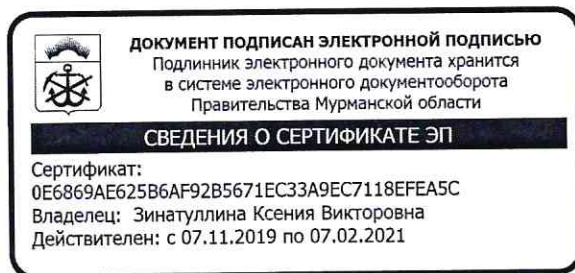 ДОКУМЕНТ ПОДПИСАН ЭЛЕКТРОННОЙ ПОДПИСЬЮ
Подлинник электронного документа хранится
в системе электронного документооборота
Правительства Мурманской области
СВЕДЕНИЯ О СЕРТИФИКАТЕ ЭП
Сертификат:
0E6869AE625B6AF92B5671EC33A9EC7118EFEA5C
Владелец: Зинатуллина Ксения Викторовна
Действителен: с 07.11.2019 по 07.02.2021